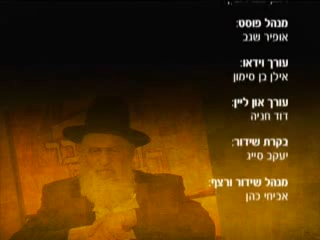 מנהל פוסט:
אופיר שגב
עורך וידאו:
אילן בן סימון
עורך און ליין:
דוד חניה
בקרת שידור:
יעקב סייג
מנהל שידור ורצף:
אביחי כהן